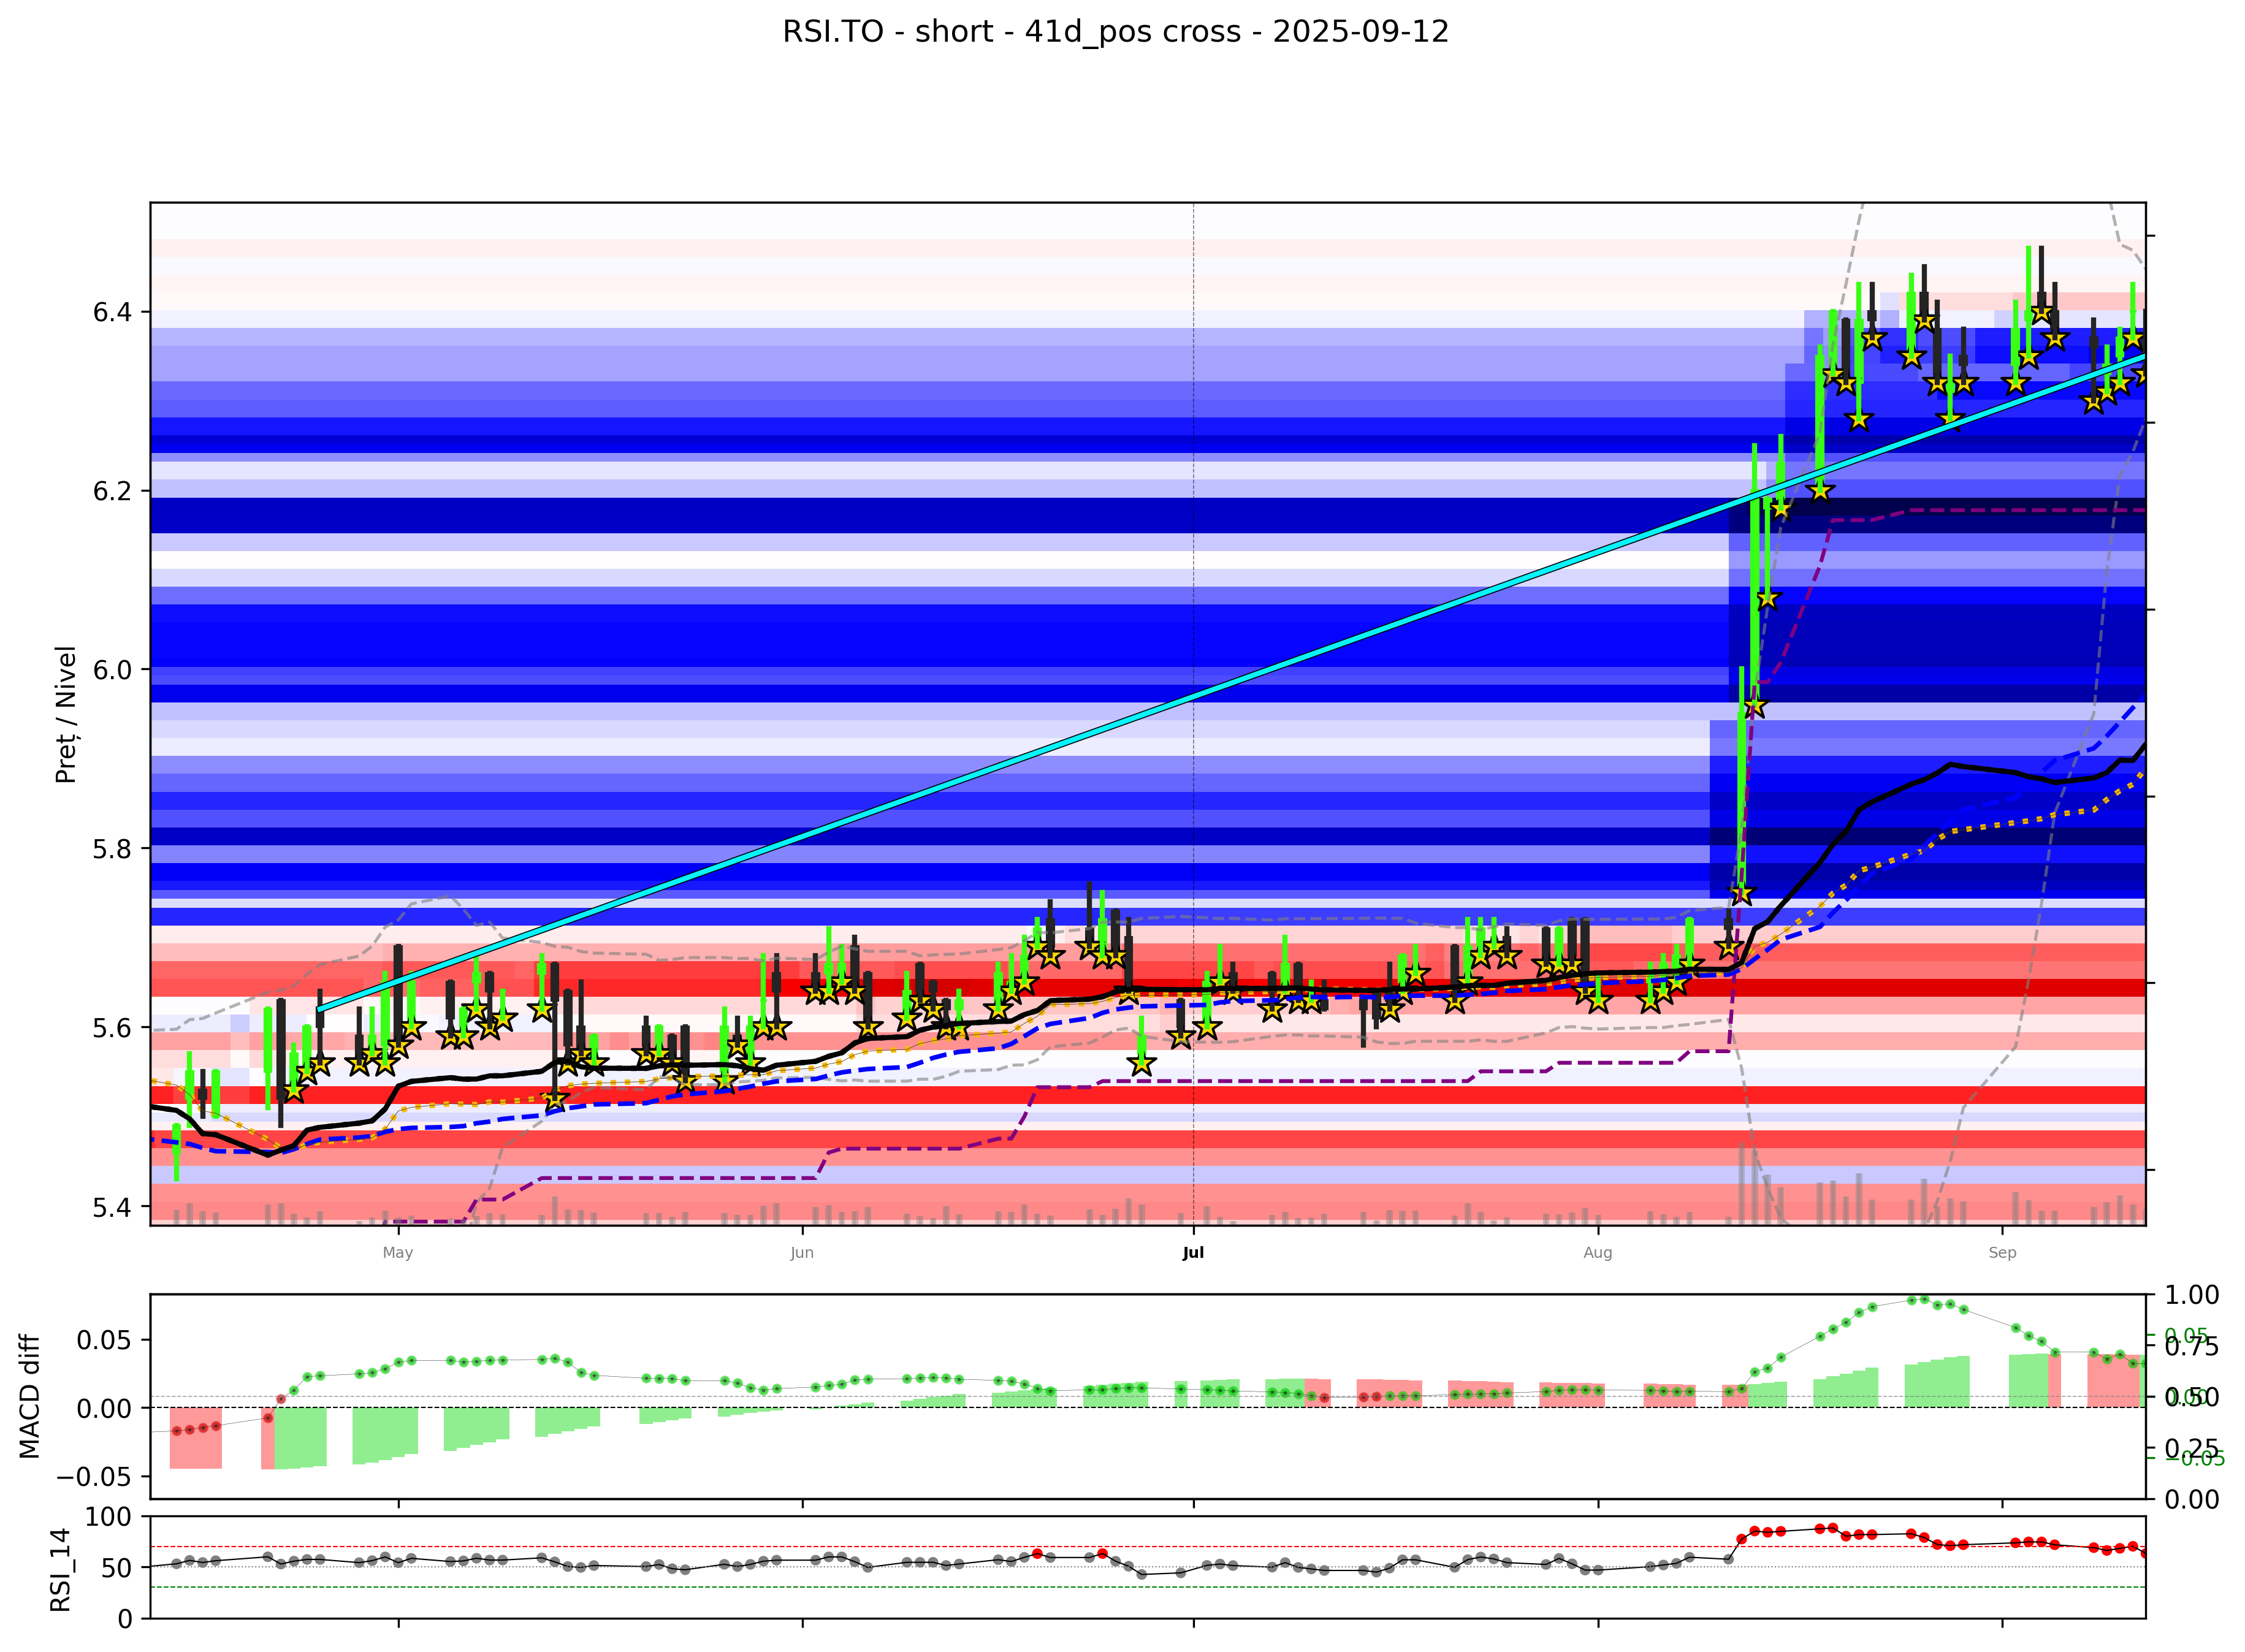 RSI.TO - short - 41d_pos cross - 2025-09-12
Preț / Nivel
6.4
6.2
6.0
5.8
5.6
5.4
May
Jun
Jul
Aug
Sep
MACD diff
0.05
0.00
−0.05
1.00
0.75
0.50
0.25
0.00
0.05
0.00
−0.05
RSI_14
100
50
0